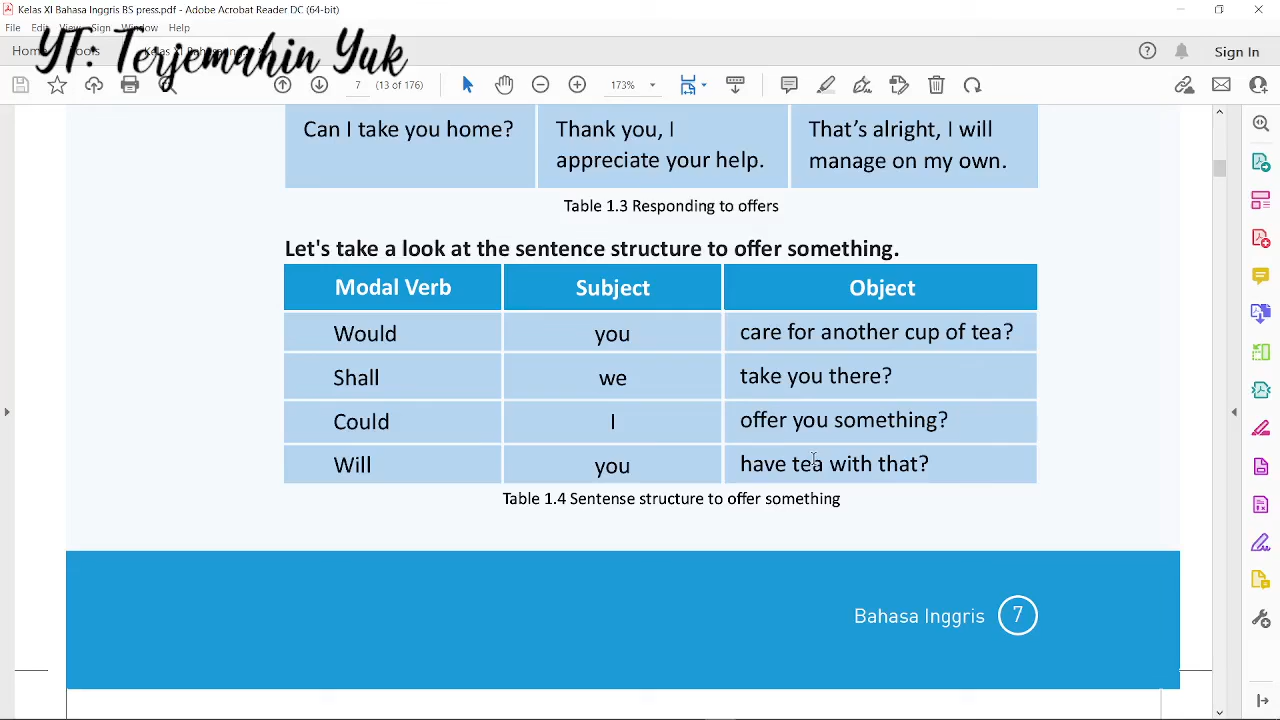 Kelas XI Bahasa Inggris BS press.pdf - Adobe Acrobat Reader DC (64-bit)
File Edit View Sign Window Help
YT: Terjemahin Yuk
Home Tools Kelas XI Bahasa
Sign In
7 (13 of 176) 173%
Can I take you home? Thank you, I appreciate your help. That's alright, I will manage on my own.
Table 1.3 Responding to offers
Let's take a look at the sentence structure to offer something.
Modal Verb Subject Object
Would you care for another cup of tea?
Shall we take you there?
Could I offer you something?
Will you have tea with that?
Table 1.4 Sentense structure to offer something
Bahasa Inggris 7